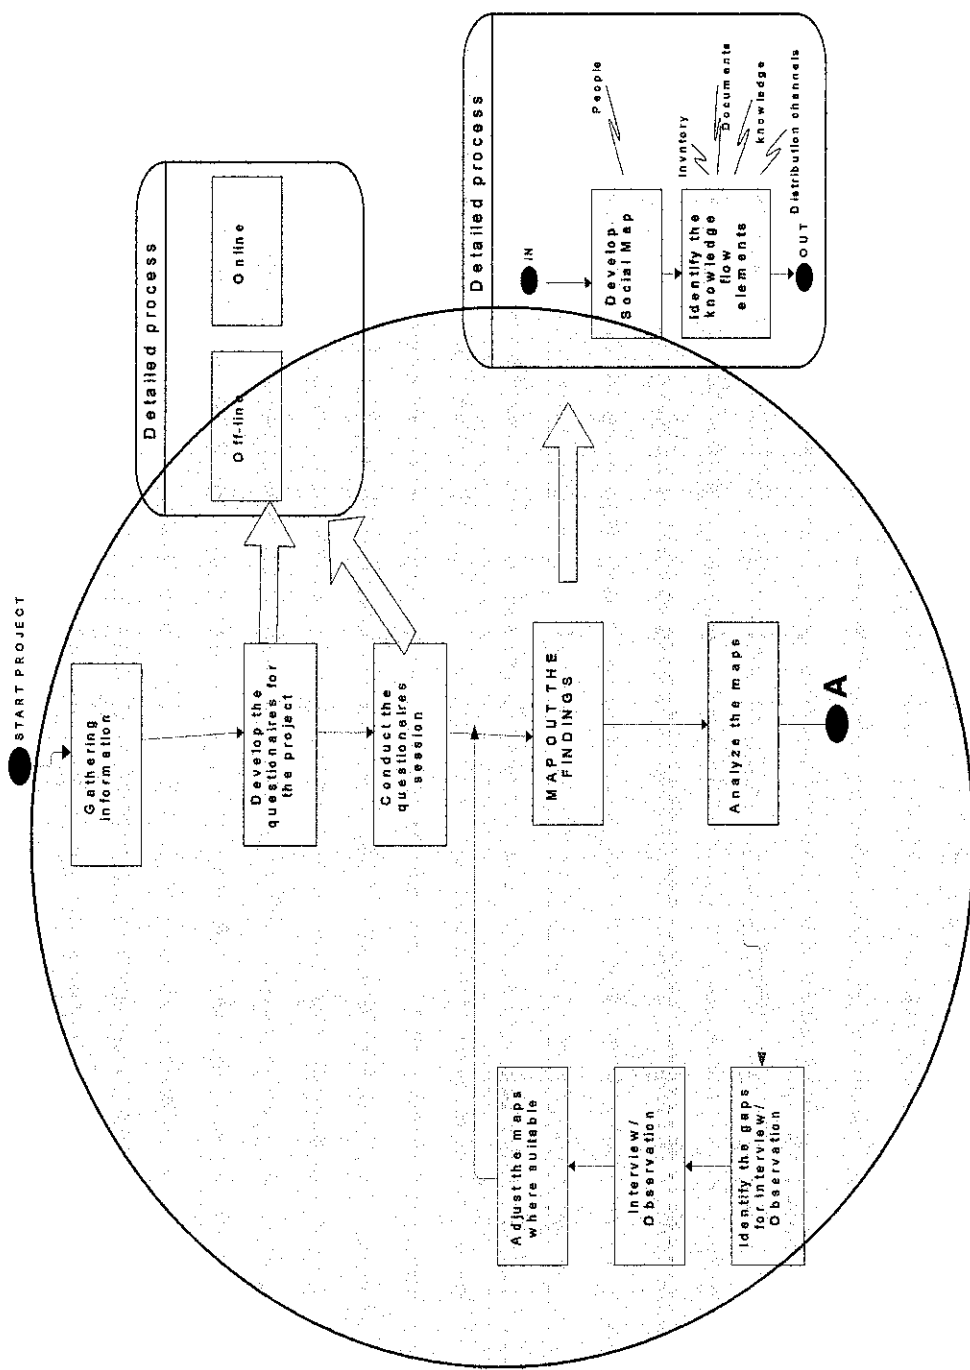 START PROJECT
Gathering
information
Develop the
questionaires for
the project
Conduct the
questionaires
session
MAP OUT THE
FINDINGS
Analyze the maps
A
Identify the gaps
for interview/
Observation
Interview/
Observation
Adjust the maps
where suitable
Detailed process
Off-line
Online
Detailed process
IN
Develop
Social Map
People
Identify the
knowledge
flow
elements
Invntory
Documents
knowledge
Distribution channels
OUT